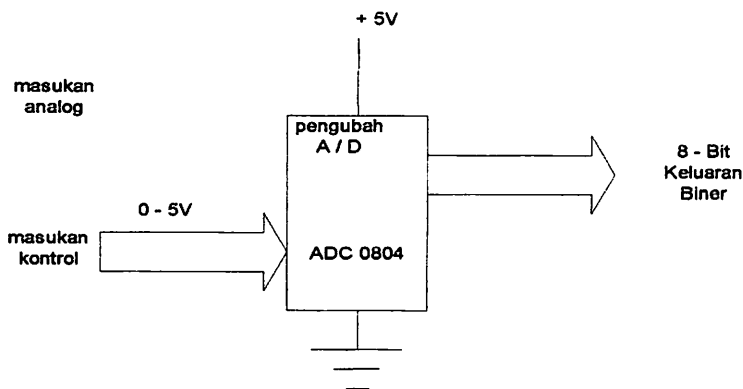 + 5V
masukan
analog
pengubah
A / D
8 - Bit
Keluaran
Biner
0 - 5V
masukan
kontrol
ADC 0804